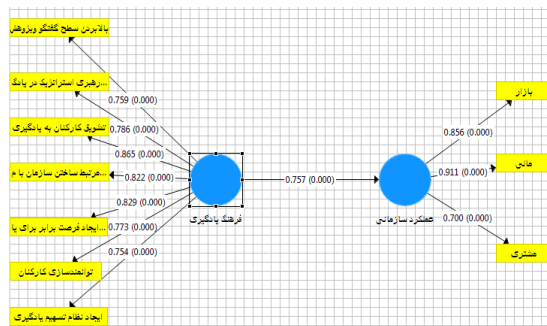 بالابردن سطح گفتگو وپژوهش
0.759 (0.000)
...رهبری استراتژیک در یادگ
0.786 (0.000)
تشویق کارکنان به یادگیری
0.865 (0.000)
...مرتبط ساختن سازمان با م
0.822 (0.000)
0.829 (0.000)
...ایجاد فرصت برابر برای یا
0.773 (0.000)
توانمندسازی کارکنان
0.754 (0.000)
ایجاد نظام تسهیم یادگیری
فرهنگ یادگیری
0.757 (0.000)
عملکرد سازمانی
بازار
0.856 (0.000)
مالی
0.911 (0.000)
0.700 (0.000)
مشتری